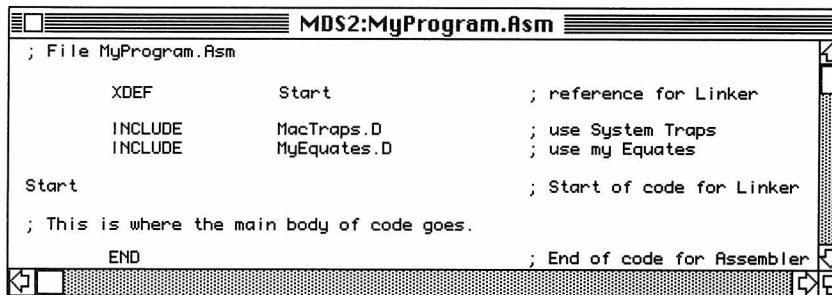 MDS2:MyProgram.Asm
; File MyProgram.Asm
XDEF Start ; reference for Linker
INCLUDE MacTraps.D ; use System Traps
INCLUDE MyEquates.D ; use my Equates
Start ; Start of code for Linker
; This is where the main body of code goes.
END ; End of code for Assembler